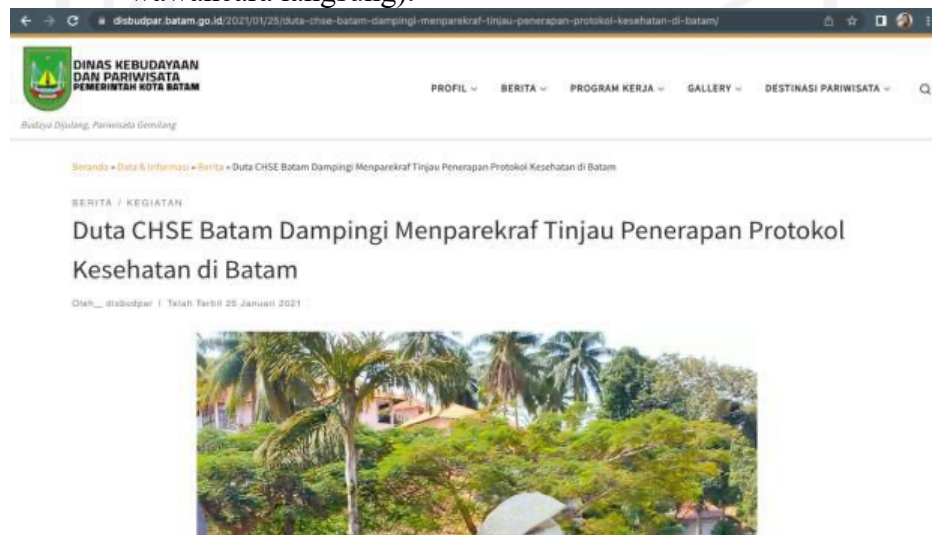 wawancara langsung).
disbudpar.batam.go.id/2021/01/25/duta-chse-batam-dampingi-menparekraf-tinjau-penerapan-protokol-kesehatan-di-batam/
DINAS KEBUDAYAAN
DAN PARIWISATA
PEMERINTAH KOTA BATAM
PROFIL BERITA PROGRAM KERJA GALLERY DESTINASI PARIWISATA
Budaya Dijulang, Pariwisata Gemilang
Beranda » Data & Informasi » Berita » Duta CHSE Batam Dampingi Menparekraf Tinjau Penerapan Protokol Kesehatan di Batam
BERITA / KEGIATAN
Duta CHSE Batam Dampingi Menparekraf Tinjau Penerapan Protokol
Kesehatan di Batam
Oleh__ disbudpar | Telah Terbit 25 Januari 2021